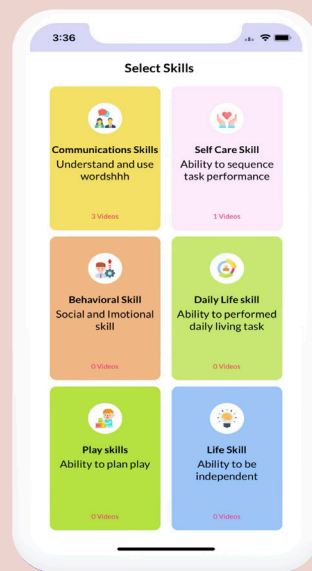 3:36
Select Skills
Communications Skills
Understand and use
wordshhh
3 Videos
Self Care Skill
Ability to sequence
task performance
1 Videos
Behavioral Skill
Social and Imotional
skill
0 Videos
Daily Life skill
Ability to performed
daily living task
0 Videos
Play skills
Ability to plan play
0 Videos
Life Skill
Ability to be
independent
0 Videos